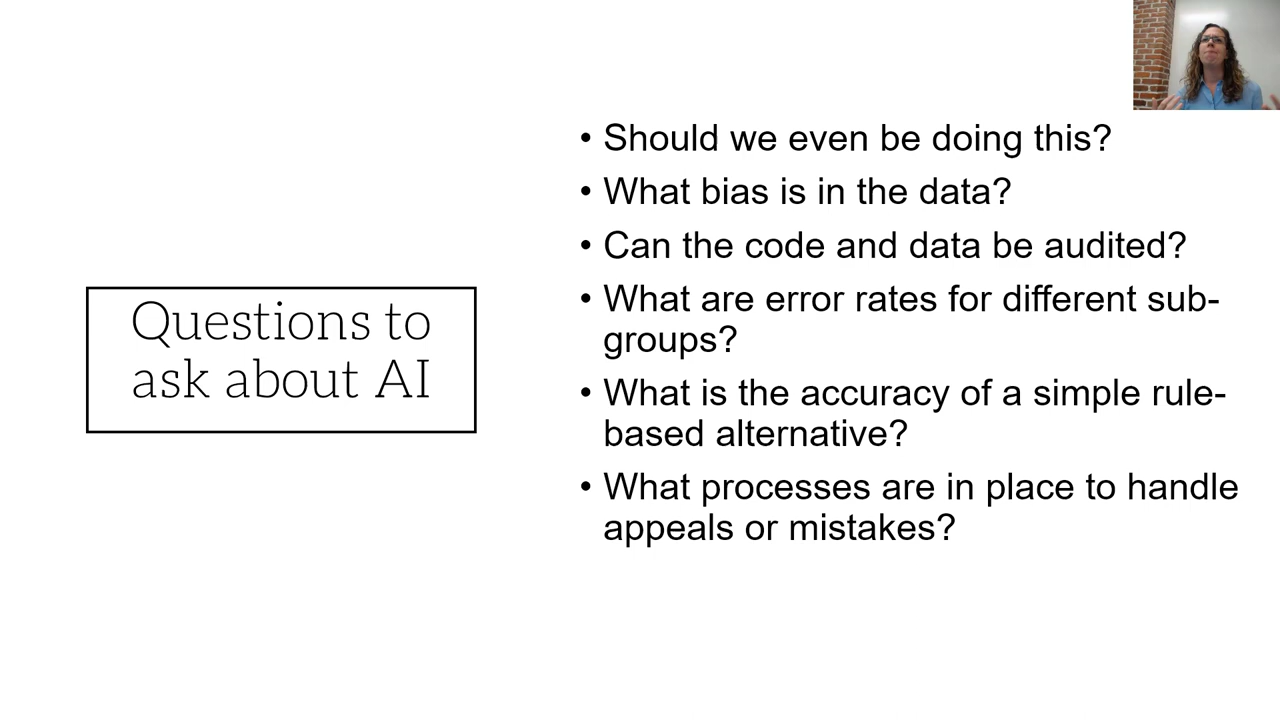 Questions to
ask about AI
• Should we even be doing this?
• What bias is in the data?
• Can the code and data be audited?
• What are error rates for different sub-
groups?
• What is the accuracy of a simple rule-
based alternative?
• What processes are in place to handle
appeals or mistakes?